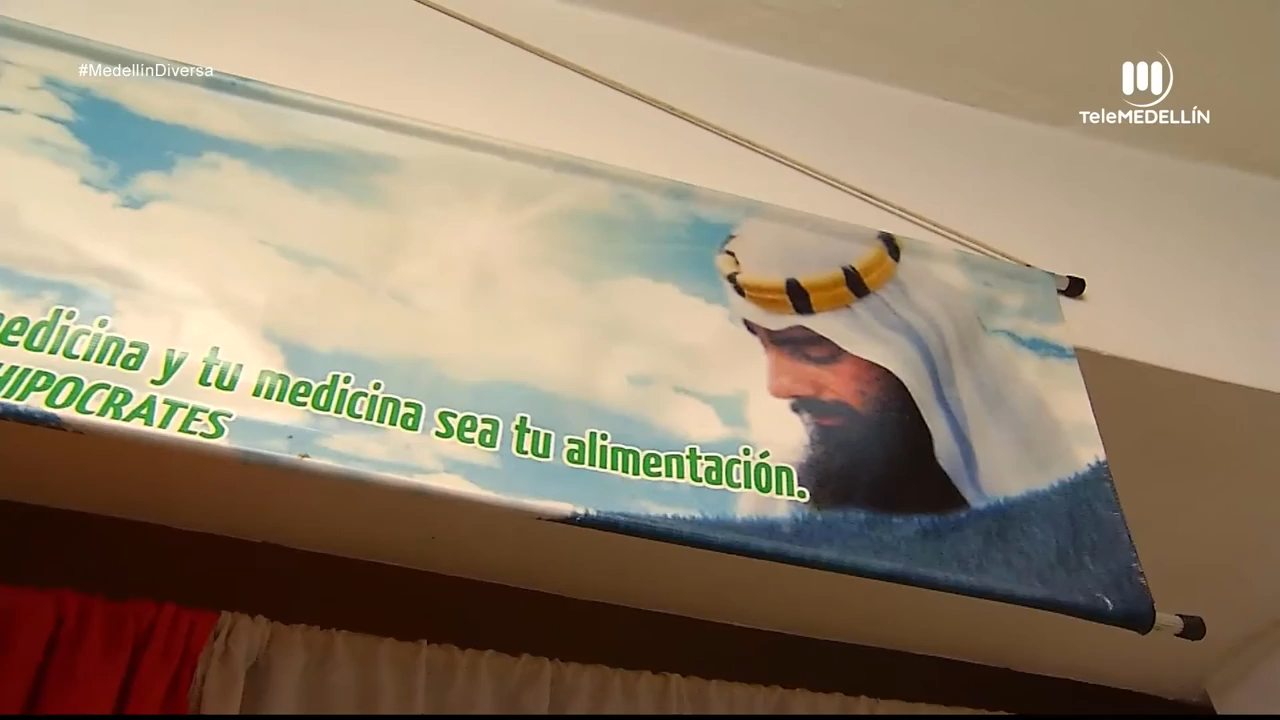 #MedellínDiversa
TeleMEDELLÍN
medicina y tu medicina sea tu alimentación.
HIPOCRATES